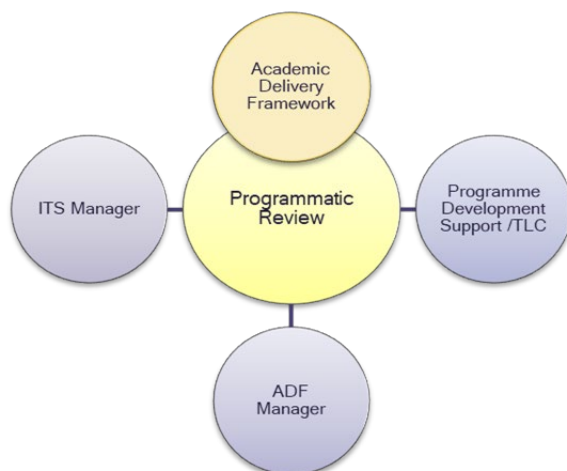 Academic
Delivery
Framework
Programmatic
Review
ITS Manager
Programme
Development
Support /TLC
ADF
Manager